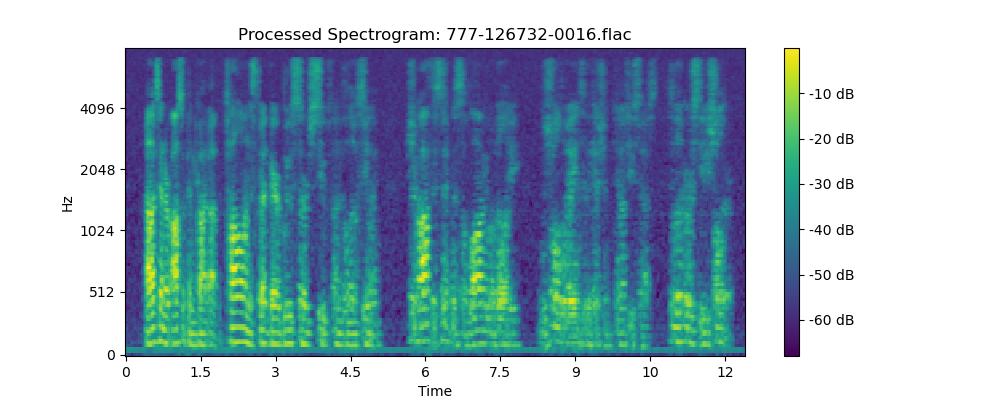 Processed Spectrogram: 777-126732-0016.flac
Hz
4096
2048
1024
512
0
0 1.5 3 4.5 6 7.5 9 10 12
Time
-10 dB
-20 dB
-30 dB
-40 dB
-50 dB
-60 dB